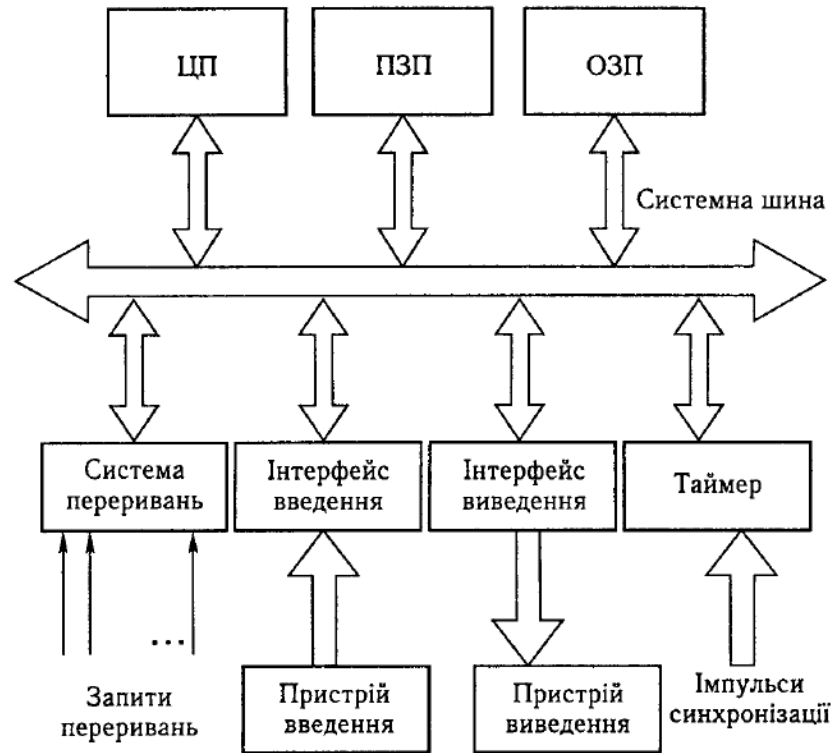 ЦП
ПЗП
ОЗП
Системна шина
Система
переривань
Інтерфейс
введення
Інтерфейс
виведення
Таймер
...
Запити
переривань
Пристрій
введення
Пристрій
виведення
Імпульси
синхронізації